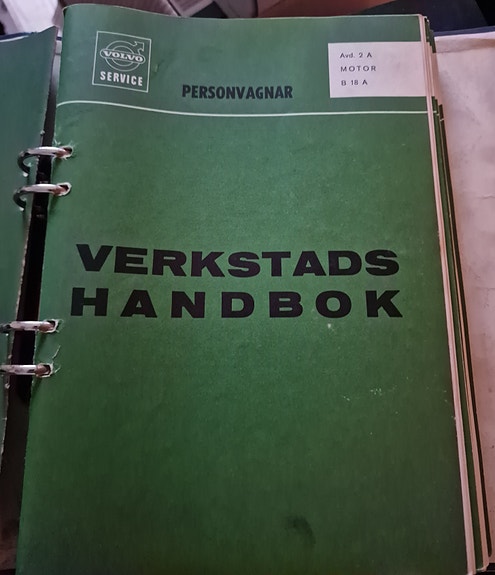 VOLVO
SERVICE
PERSONVAGNAR
Avd. 2 A
MOTOR
B 18 A
VERKSTADS
HANDBOK